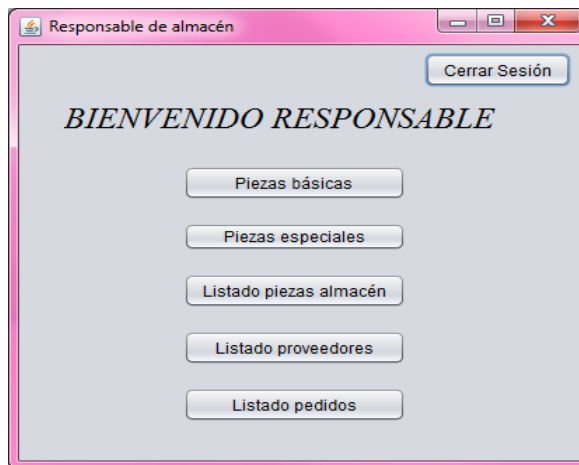 Responsable de almacén
Cerrar Sesión
BIENVENIDO RESPONSABLE
Piezas básicas
Piezas especiales
Listado piezas almacén
Listado proveedores
Listado pedidos